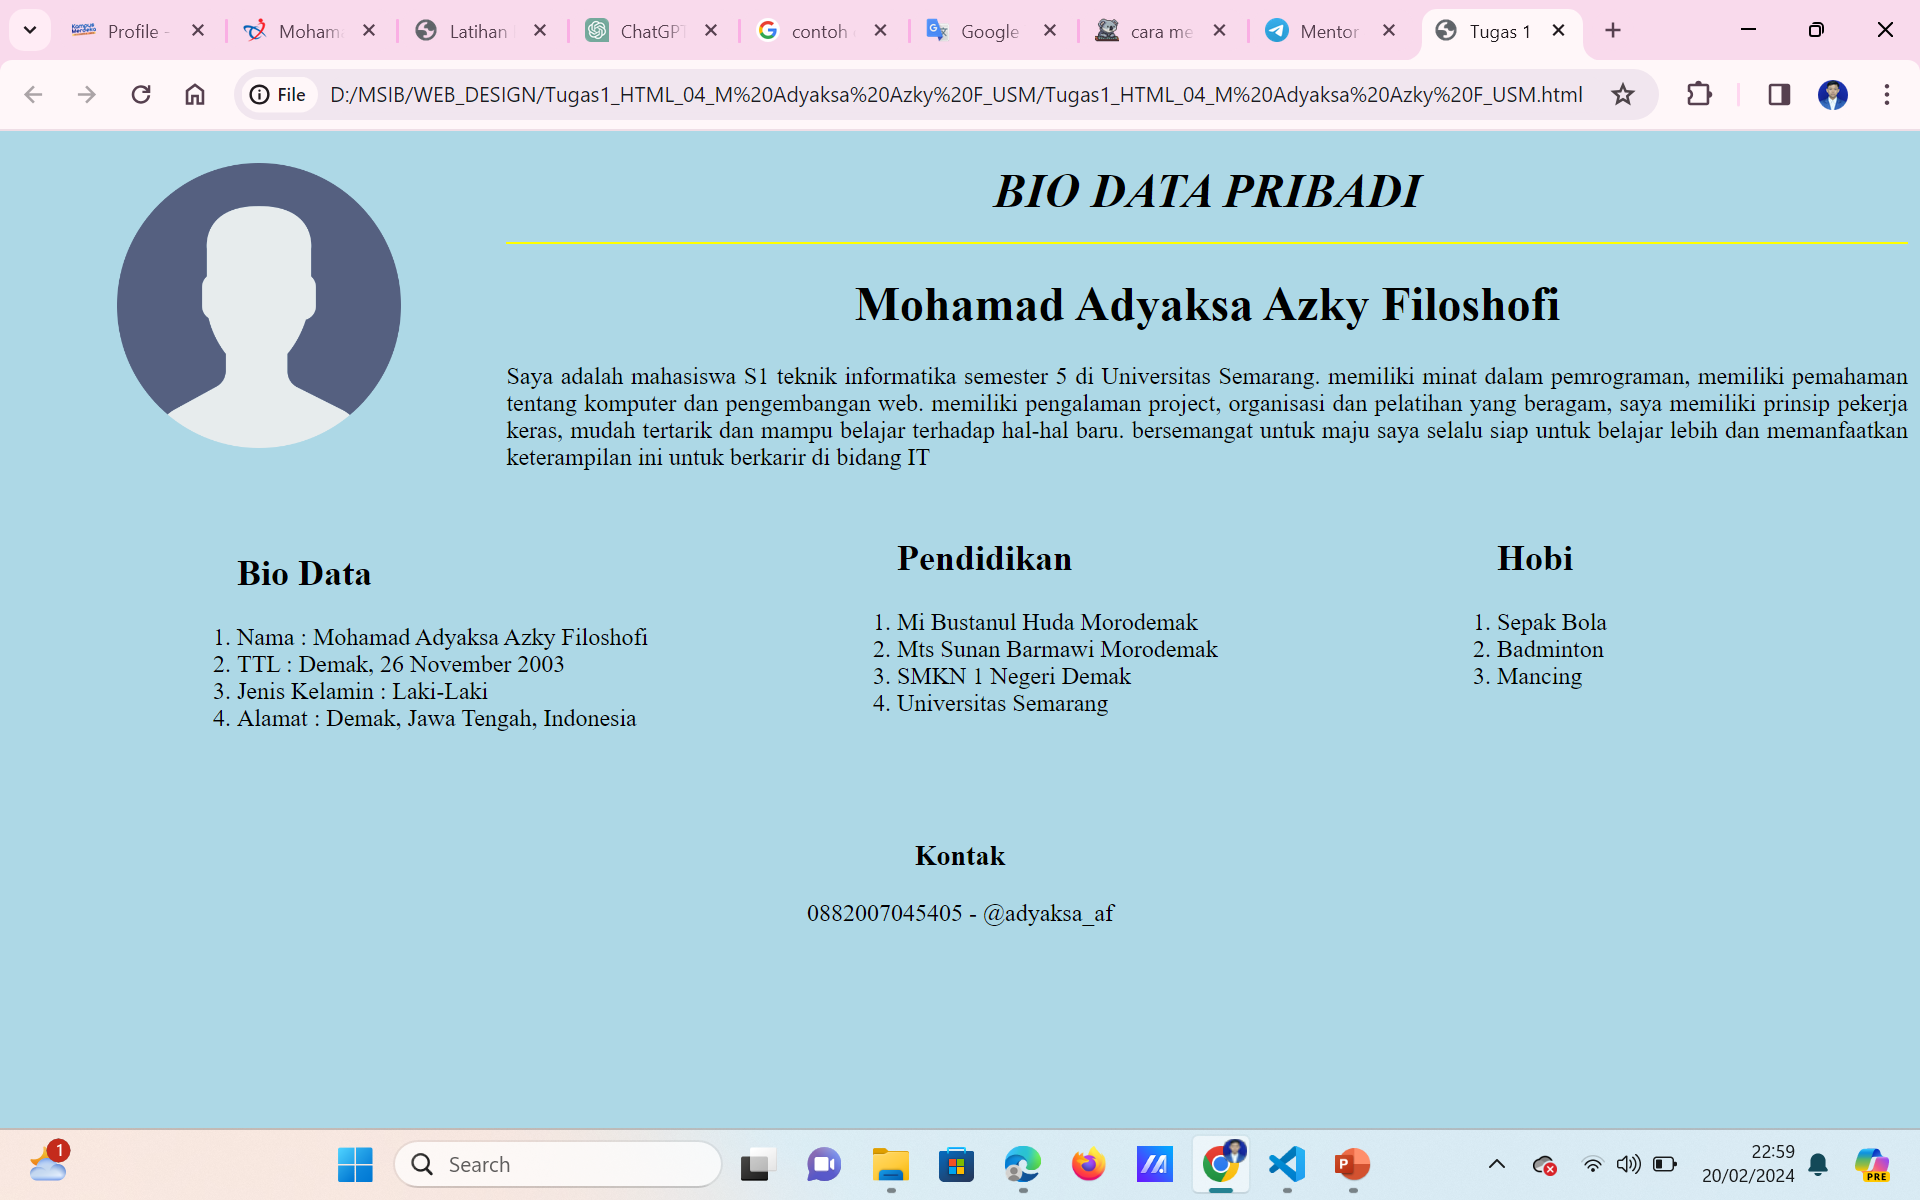 Profile -
Moham
Latihan
ChatGPT
contoh
Google
cara me
Mentor
Tugas 1
File
D:/MSIB/WEB_DESIGN/Tugas1_HTML_04_M%20Adyaksa%20Azky%20F_USM/Tugas1_HTML_04_M%20Adyaksa%20Azky%20F_USM.html
BIO DATA PRIBADI
Mohamad Adyaksa Azky Filoshofi
Saya adalah mahasiswa S1 teknik informatika semester 5 di Universitas Semarang. memiliki minat dalam pemrograman, memiliki pemahaman
tentang komputer dan pengembangan web. memiliki pengalaman project, organisasi dan pelatihan yang beragam, saya memiliki prinsip pekerja
keras, mudah tertarik dan mampu belajar terhadap hal-hal baru. bersemangat untuk maju saya selalu siap untuk belajar lebih dan memanfaatkan
keterampilan ini untuk berkarir di bidang IT
Bio Data
1. Nama : Mohamad Adyaksa Azky Filoshofi
2. TTL : Demak, 26 November 2003
3. Jenis Kelamin : Laki-Laki
4. Alamat : Demak, Jawa Tengah, Indonesia
Pendidikan
1. Mi Bustanul Huda Morodemak
2. Mts Sunan Barmawi Morodemak
3. SMKN 1 Negeri Demak
4. Universitas Semarang
Hobi
1. Sepak Bola
2. Badminton
3. Mancing
Kontak
0882007045405 - @adyaksa_af
1
Search
22:59
20/02/2024
PRE